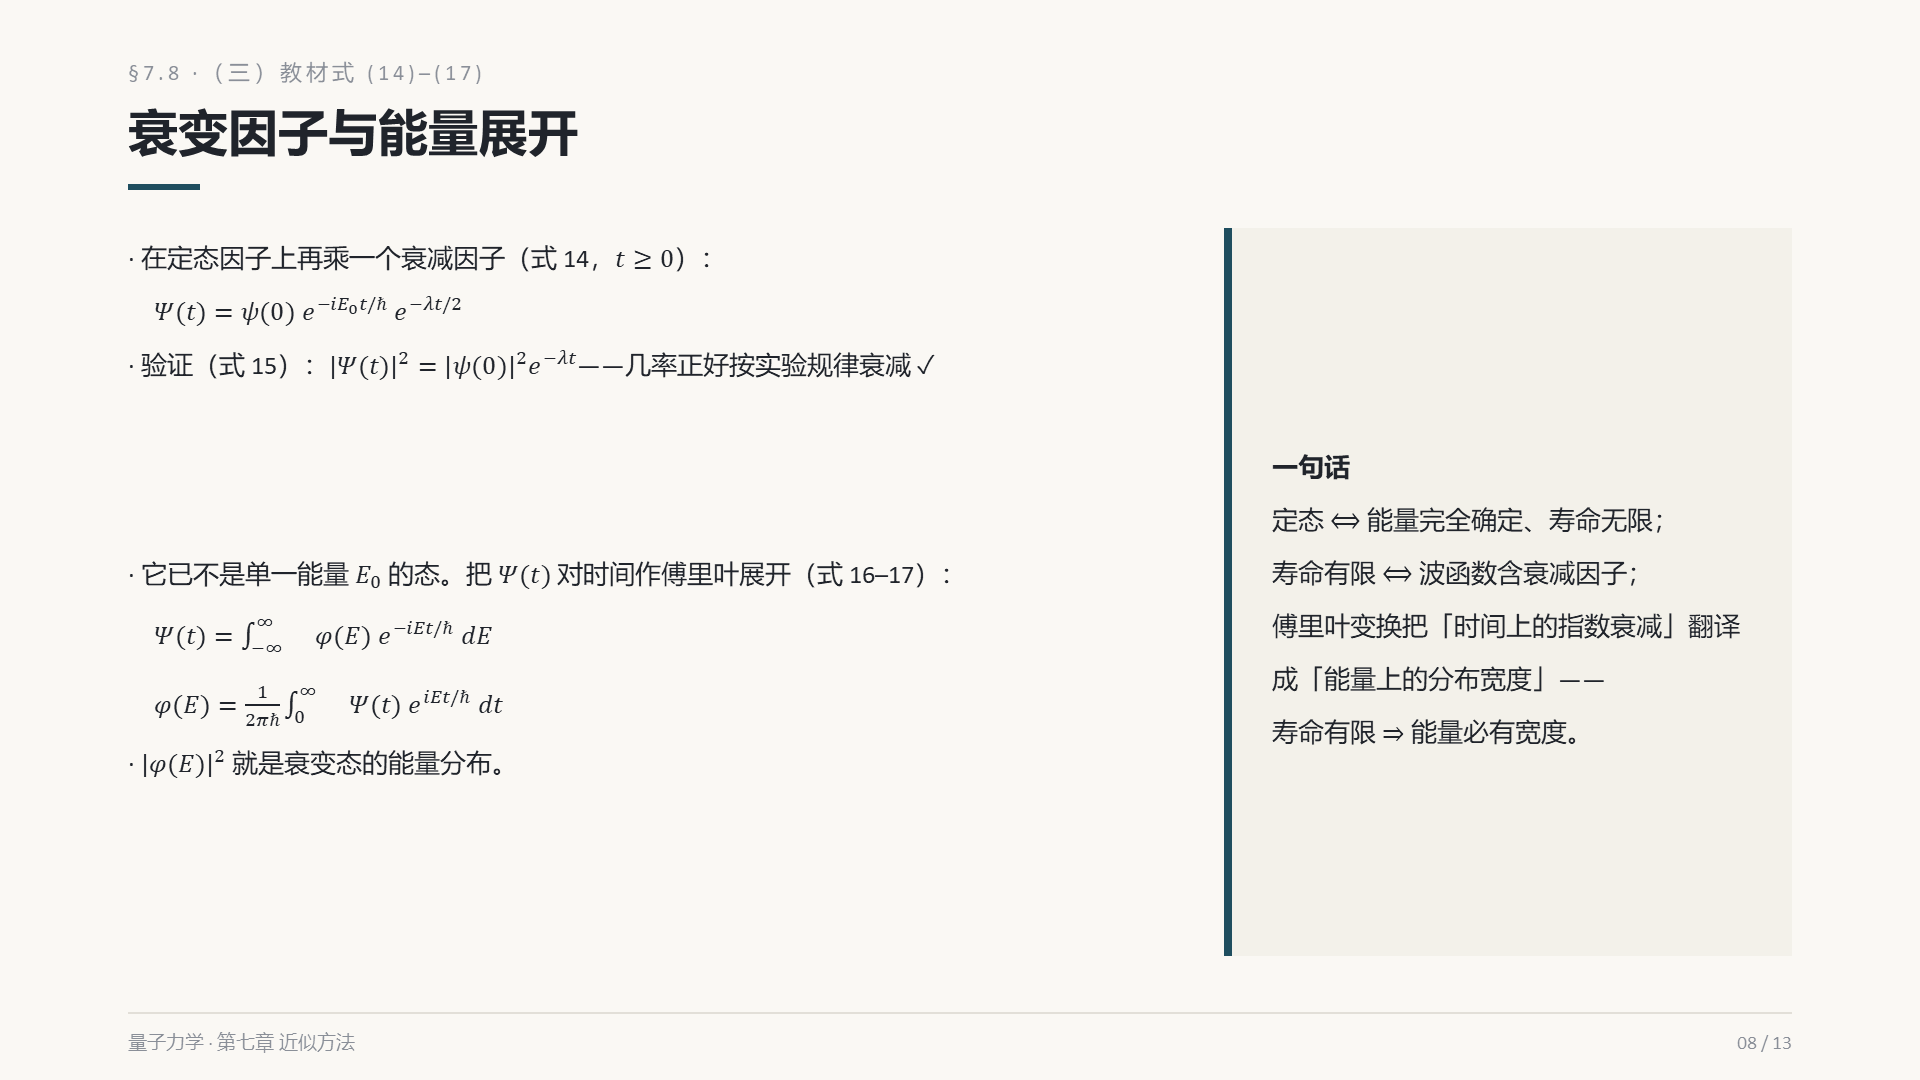 §7.8 ·（三）教材式 (14)–(17)
衰变因子与能量展开
· 在定态因子上再乘一个衰减因子（式 14，t ≥ 0）：
Ψ(t) = ψ(0) e^{−iE₀t/ħ} e^{−λt/2}
· 验证（式 15）：|Ψ(t)|² = |ψ(0)|²e^{−λt}——几率正好按实验规律衰减 ✓
· 它已不是单一能量 E₀ 的态。把 Ψ(t) 对时间作傅里叶展开（式 16–17）：
Ψ(t) = ∫_{−∞}^{∞} φ(E) e^{−iEt/ħ} dE
φ(E) = \frac{1}{2πħ} ∫_{0}^{∞} Ψ(t) e^{iEt/ħ} dt
· |φ(E)|² 就是衰变态的能量分布。
一句话
定态 ⇔ 能量完全确定、寿命无限；
寿命有限 ⇔ 波函数含衰减因子；
傅里叶变换把「时间上的指数衰减」翻译
成「能量上的分布宽度」——
寿命有限 ⇒ 能量必有宽度。
量子力学 · 第七章 近似方法
08 / 13